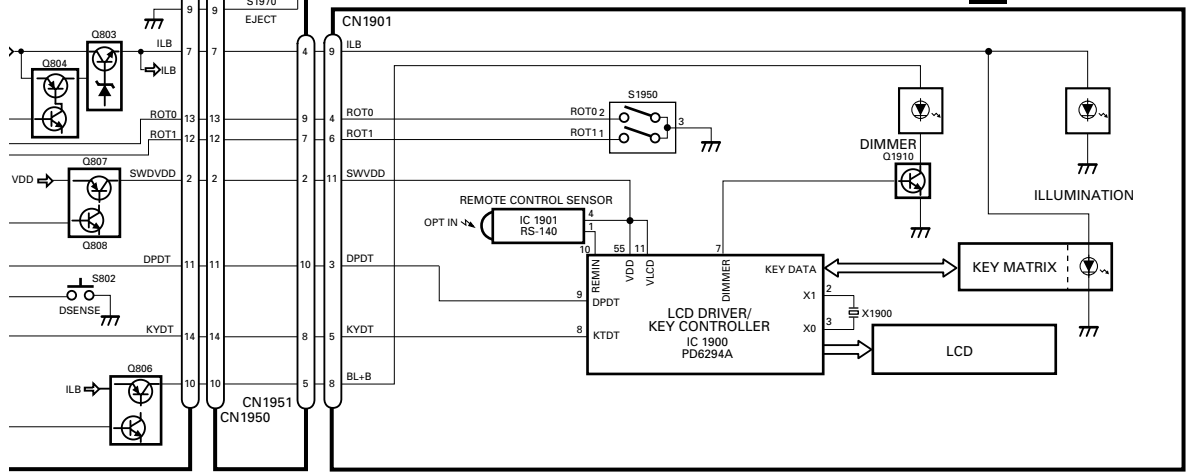 S1970
EJECT
9 9
CN1901
Q803
ILB 7 7 4 9 ILB
ILB
Q804
S1950
ROT0 13 13 9 4 ROT0 ROT0 2
3
ROT1 12 12 7 6 ROT1 ROT1 1
DIMMER
Q1910
Q807
VDD SWDVDD 2 2 2 11 SWVDD
ILLUMINATION
REMOTE CONTROL SENSOR
OPT IN IC 1901 4
RS-140 1
Q808
10 55 11 7
REMIN VDD VLCD DIMMER
DPDT 11 11 10 3 DPDT
KEY DATA KEY MATRIX
S802
DSENSE
9 DPDT
X1 2
X1900
LCD DRIVER/
KEY CONTROLLER
X0 3
KYDT 14 14 8 5 KYDT 8 KTDT
IC 1900
PD6294A
LCD
Q806
ILB 10 10 5 8 BL+B
CN1951
CN1950